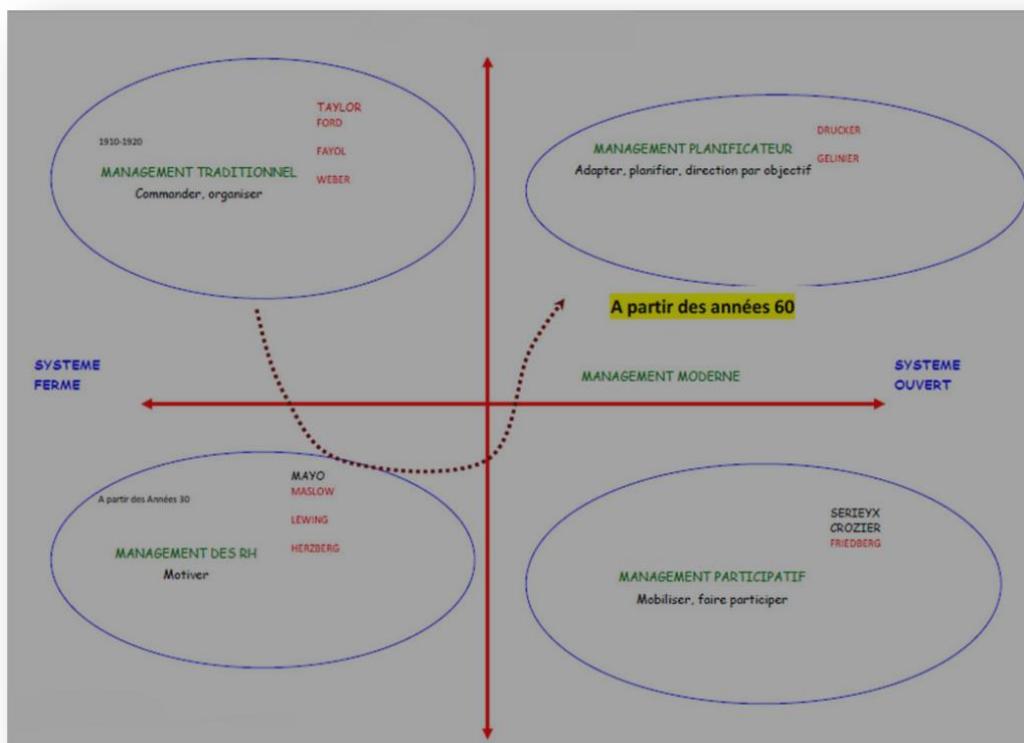 TAYLOR
FORD
1910-1920
FAYOL
MANAGEMENT TRADITIONNEL
WEBER
Commander, organiser
DRUCKER
MANAGEMENT PLANIFICATEUR
GELINIER
Adapter, planifier, direction par objectif
A partir des années 60
SYSTEME
FERME
MANAGEMENT MODERNE
SYSTEME
OUVERT
MAYO
MASLOW
A partir des Années 30
LEWING
HERZBERG
MANAGEMENT DES RH
Motiver
SERIEYX
CROZIER
FRIEDBERG
MANAGEMENT PARTICIPATIF
Mobiliser, faire participer